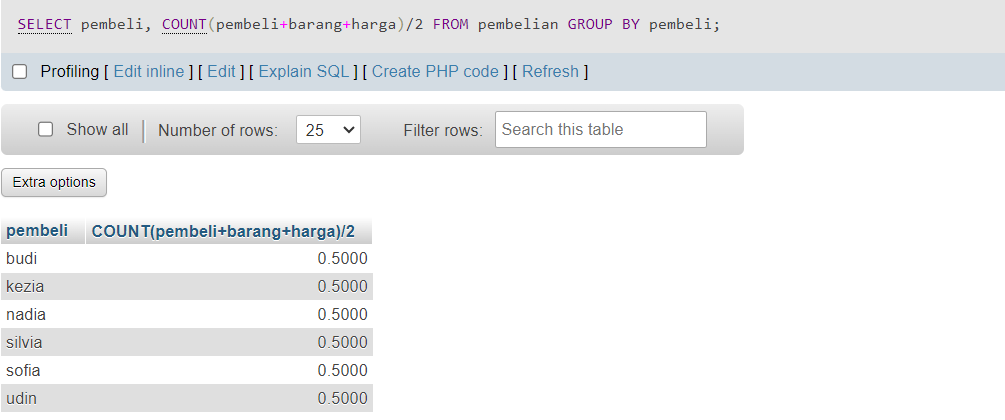 SELECT pembeli, COUNT(pembeli+barang+harga)/2 FROM pembelian GROUP BY pembeli;
Profiling [ Edit inline ] [ Edit ] [ Explain SQL ] [ Create PHP code ] [ Refresh ]
Show all Number of rows: 25 Filter rows: Search this table
Extra options
pembeli COUNT(pembeli+barang+harga)/2
budi 0.5000
kezia 0.5000
nadia 0.5000
silvia 0.5000
sofia 0.5000
udin 0.5000